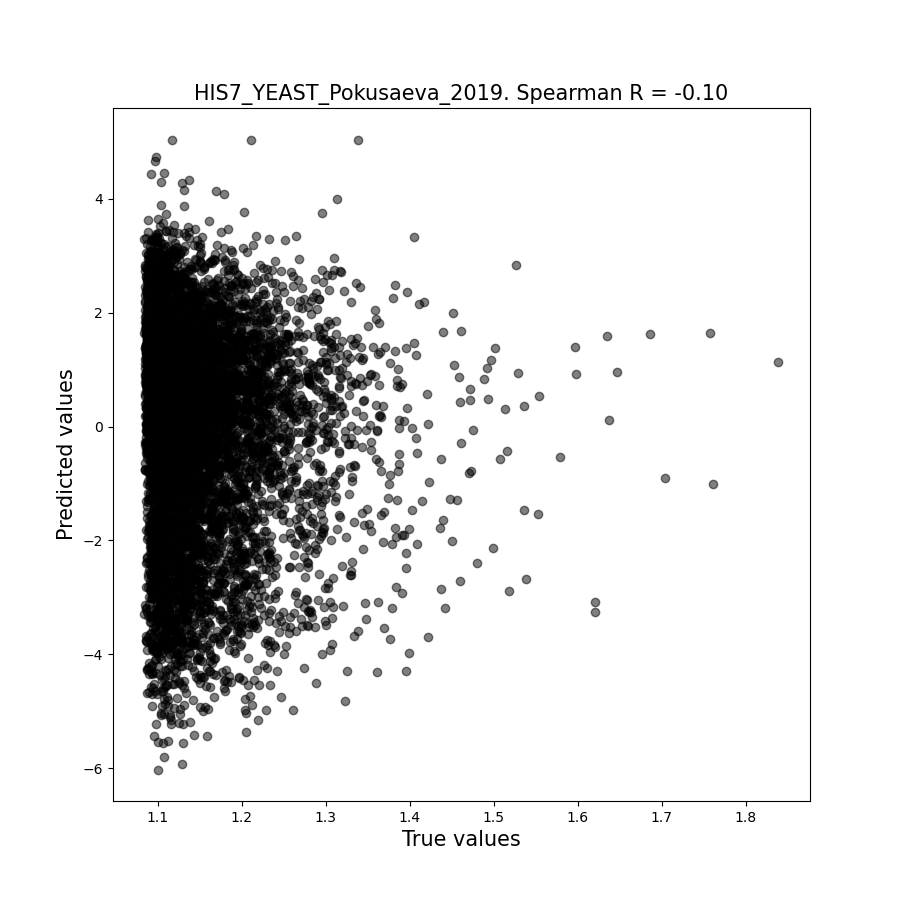 HIS7_YEAST_Pokusaeva_2019. Spearman R = -0.10
Predicted values
4
2
0
−2
−4
−6
1.1 1.2 1.3 1.4 1.5 1.6 1.7 1.8
True values